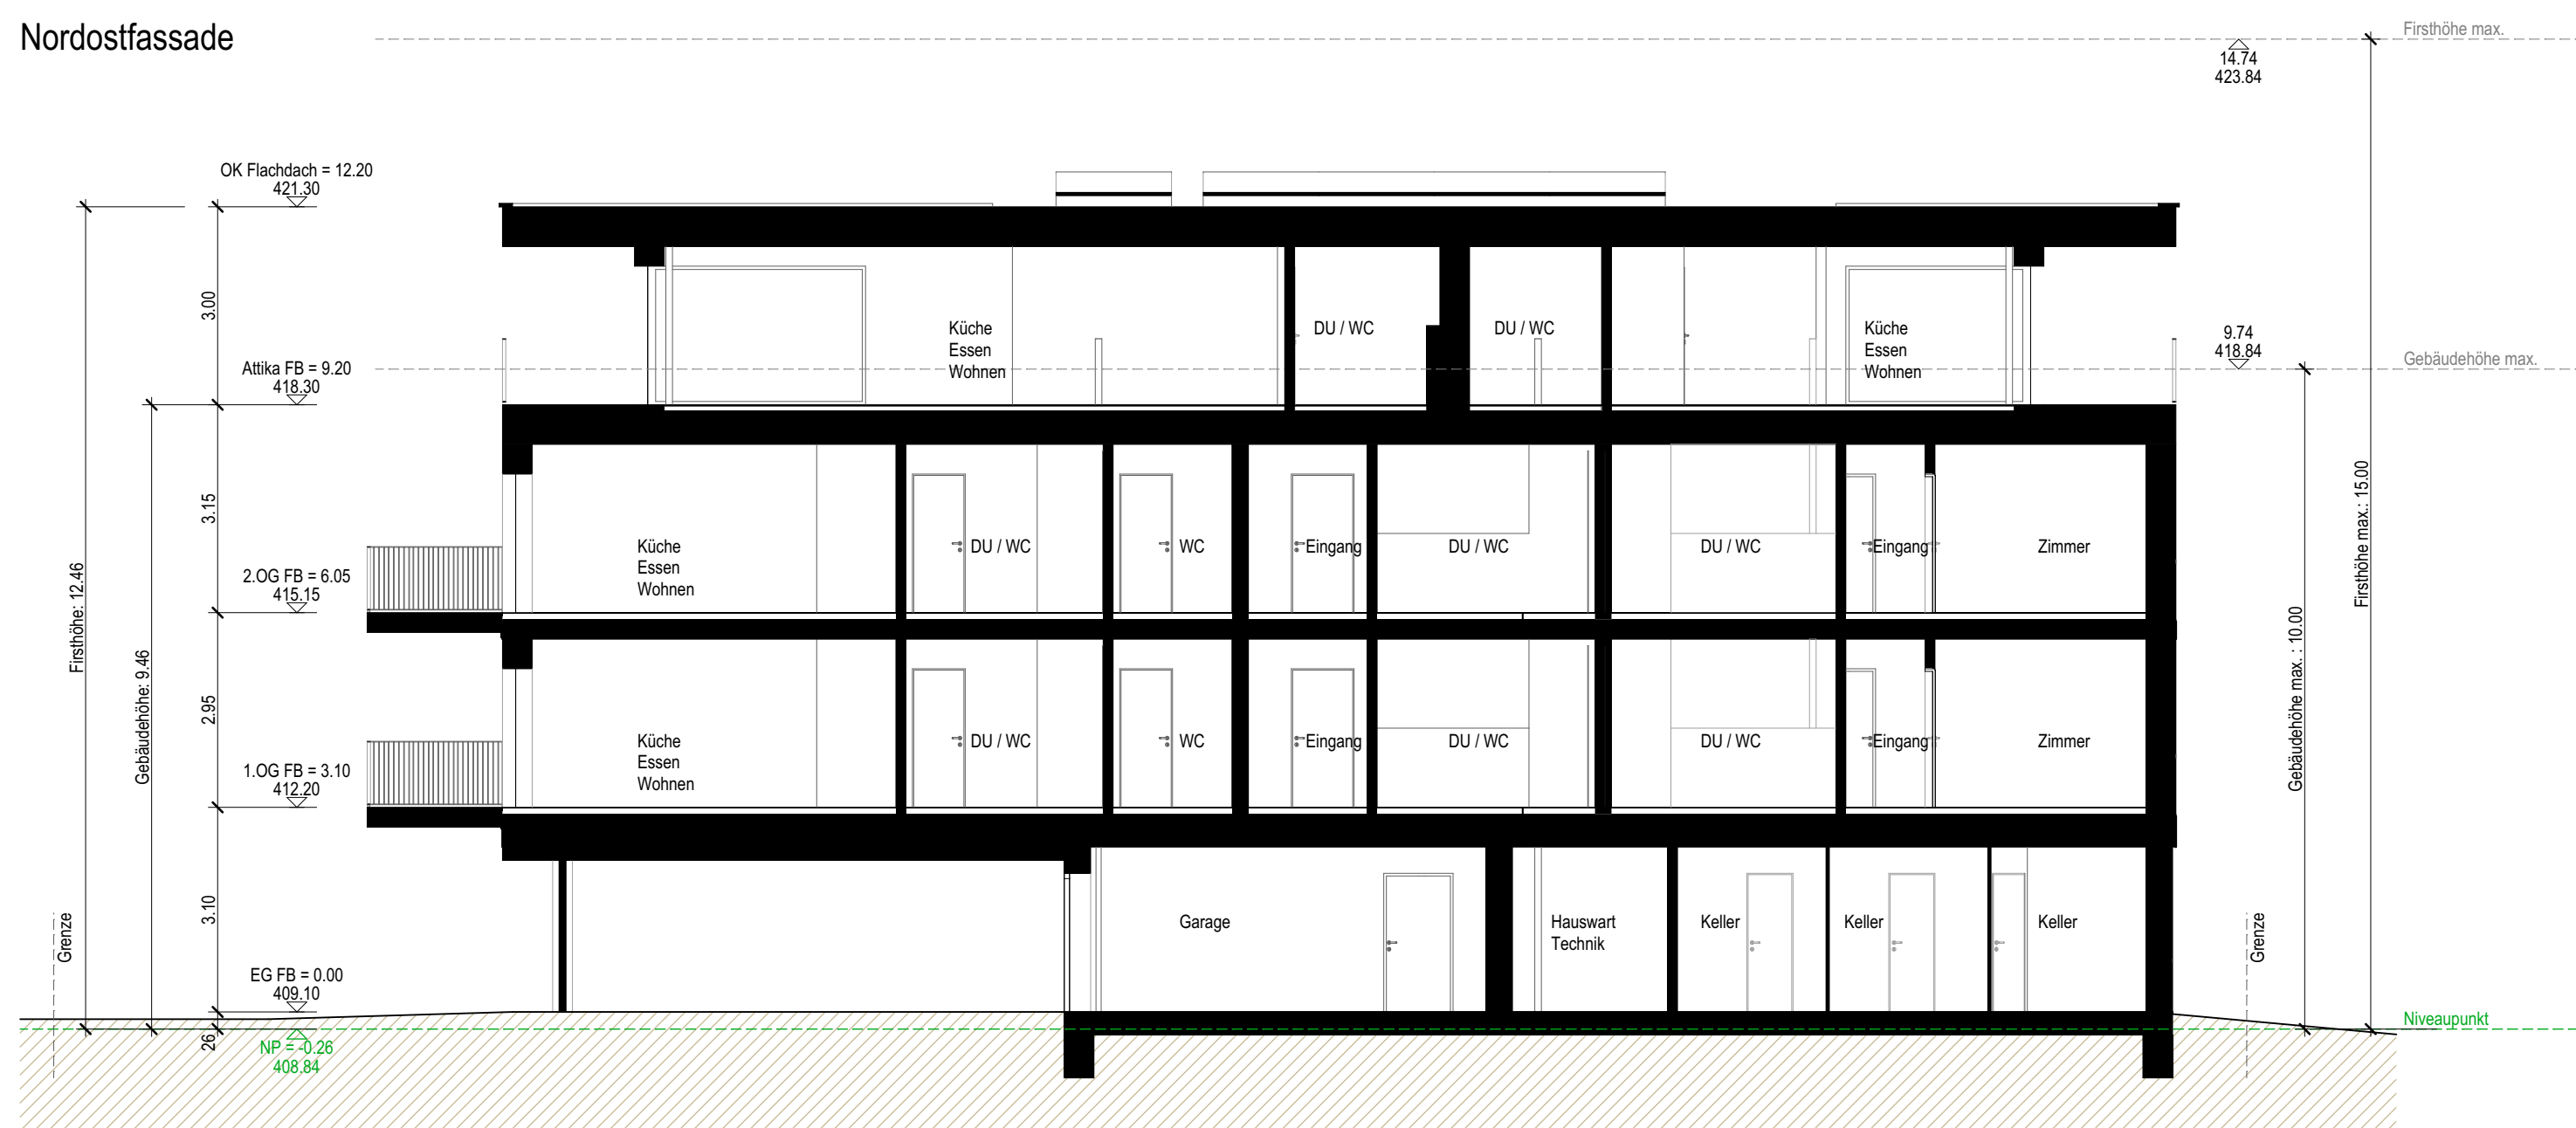 Nordostfassade
Firsthöhe max.
14.74
423.84
OK Flachdach = 12.20
421.30
3.00
Küche
Essen
Wohnen
DU / WC
DU / WC
Küche
Essen
Wohnen
9.74
418.84
Gebäudehöhe max.
Attika FB = 9.20
418.30
3.15
Küche
Essen
Wohnen
DU / WC
WC
Eingang
DU / WC
DU / WC
Eingang
Zimmer
Firsthöhe max.: 15.00
2.OG FB = 6.05
415.15
Firsthöhe: 12.46
Gebäudehöhe: 9.46
2.95
Küche
Essen
Wohnen
DU / WC
WC
Eingang
DU / WC
DU / WC
Eingang
Zimmer
Gebäudehöhe max. : 10.00
1.OG FB = 3.10
412.20
3.10
Grenze
Garage
Hauswart
Technik
Keller
Keller
Keller
Grenze
EG FB = 0.00
409.10
Niveaupunkt
26
NP = -0.26
408.84